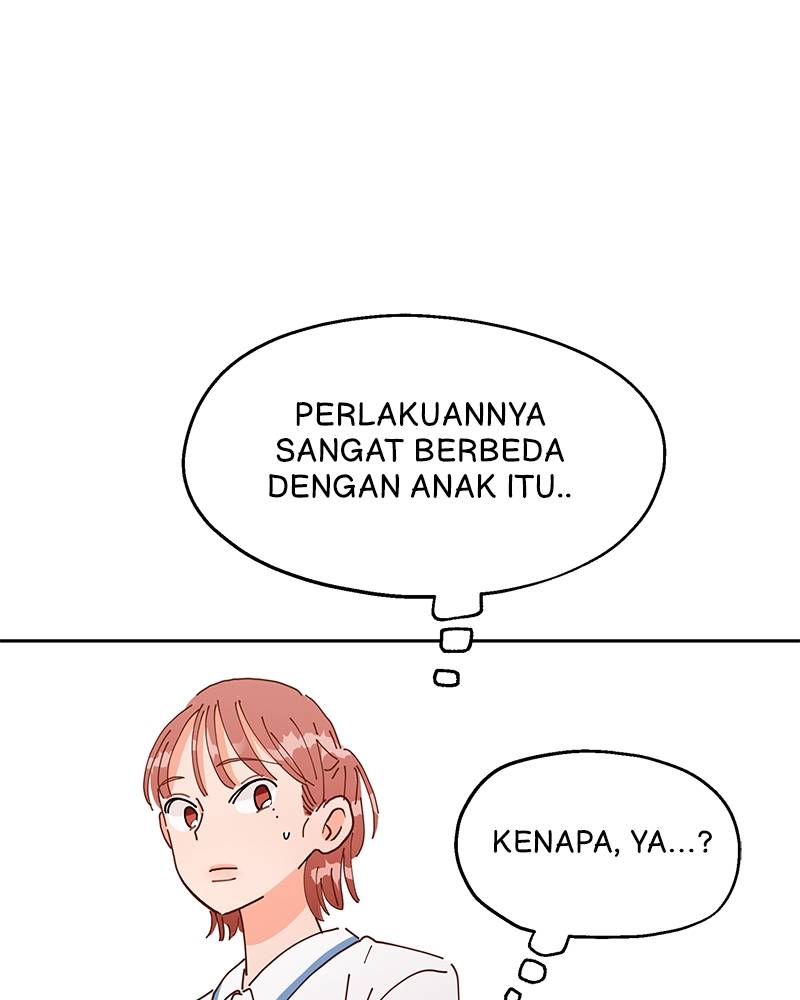 PERLAKUANNYA
SANGAT BERBEDA
DENGAN ANAK ITU..
KENAPA, YA...?